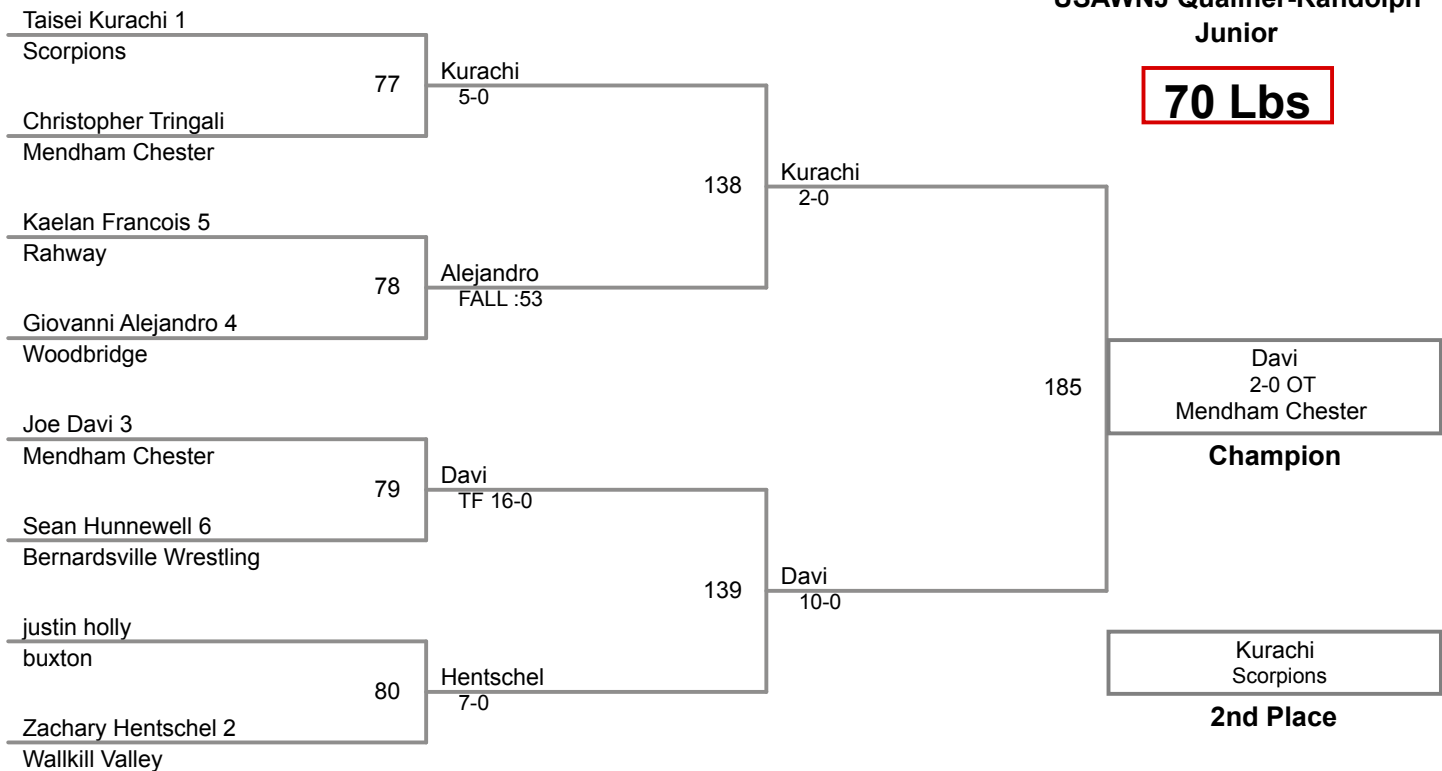 USAWNJ Qualifier-Randolph
Junior
70 Lbs
Taisei Kurachi 1
Scorpions
77
Kurachi
5-0
Christopher Tringali
Mendham Chester
138
Kurachi
2-0
Kaelan Francois 5
Rahway
78
Alejandro
FALL :53
Giovanni Alejandro 4
Woodbridge
185
Davi
2-0 OT
Mendham Chester
Champion
Joe Davi 3
Mendham Chester
79
Davi
TF 16-0
Sean Hunnewell 6
Bernardsville Wrestling
139
Davi
10-0
justin holly
buxton
80
Hentschel
7-0
Zachary Hentschel 2
Wallkill Valley
Kurachi
Scorpions
2nd Place